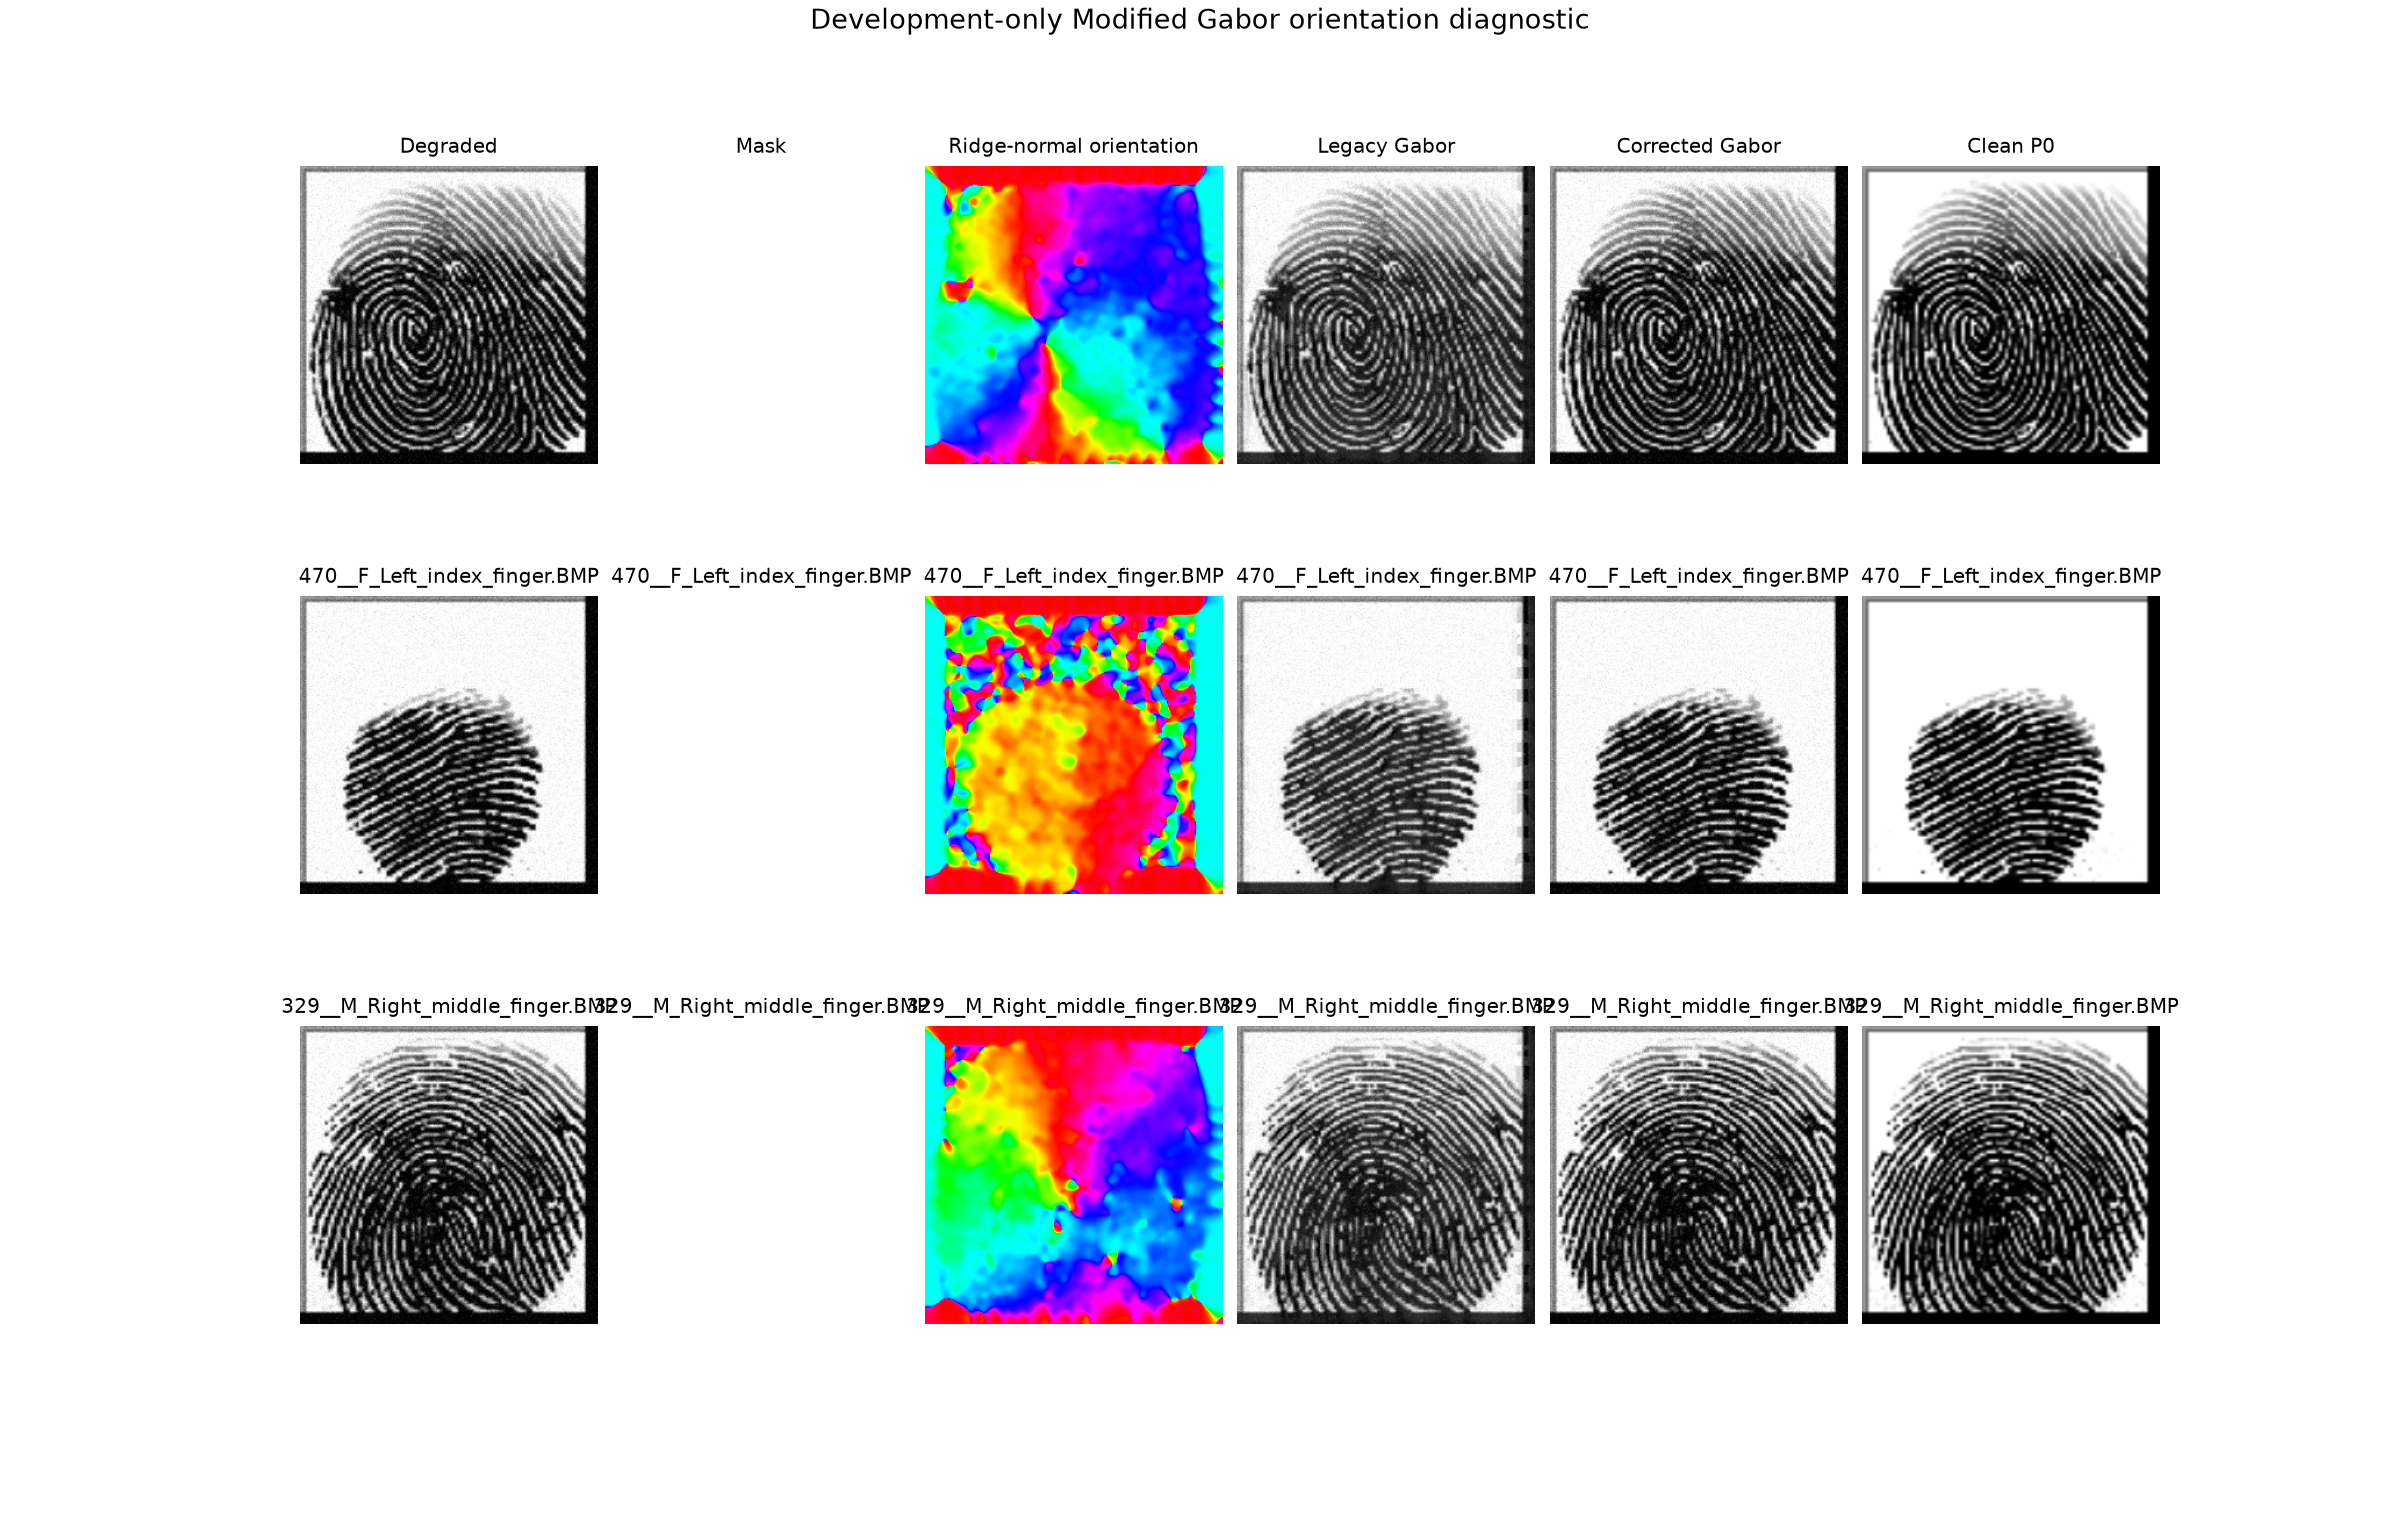 Development-only Modified Gabor orientation diagnostic
Degraded Mask Ridge-normal orientation Legacy Gabor Corrected Gabor Clean P0
470__F_Left_index_finger.BMP 470__F_Left_index_finger.BMP 470__F_Left_index_finger.BMP 470__F_Left_index_finger.BMP 470__F_Left_index_finger.BMP 470__F_Left_index_finger.BMP
329__M_Right_middle_finger.BMP 329__M_Right_middle_finger.BMP 329__M_Right_middle_finger.BMP 329__M_Right_middle_finger.BMP 329__M_Right_middle_finger.BMP 329__M_Right_middle_finger.BMP